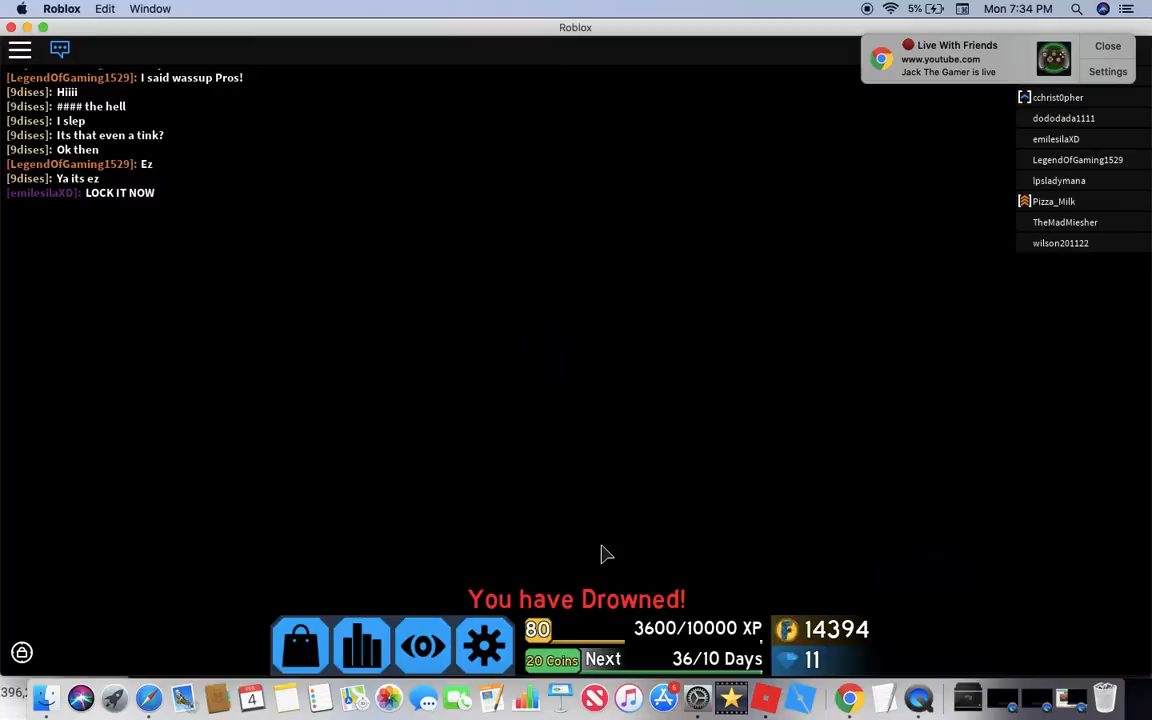 Roblox Edit Window 5% Mon 7:34 PM
Roblox
Live With Friends
www.youtube.com
Jack The Gamer is live
Close
Settings
[LegendOfGaming1529]: I said wassup Pros!
[9dises]: Hiiii
[9dises]: #### the hell
[9dises]: I slep
[9dises]: Its that even a tink?
[9dises]: Ok then
[LegendOfGaming1529]: Ez
[9dises]: Ya its ez
[emilesilaXD]: LOCK IT NOW
cchrist0pher
dododada1111
emilesilaXD
LegendOfGaming1529
lpsladymana
Pizza_Milk
TheMadMiesher
wilson201122
You have Drowned!
80 3600/10000 XP 14394
20 Coins Next 36/10 Days 11
396,
4